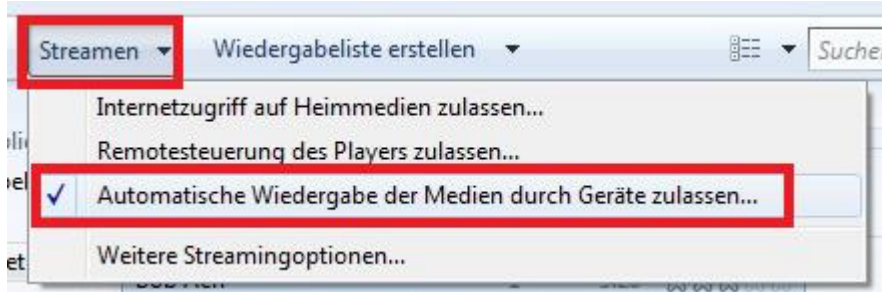 Streamen Wiedergabeliste erstellen Suche
Internetzugriff auf Heimmedien zulassen...
Remotesteuerung des Players zulassen...
Automatische Wiedergabe der Medien durch Geräte zulassen...
Weitere Streamingoptionen...